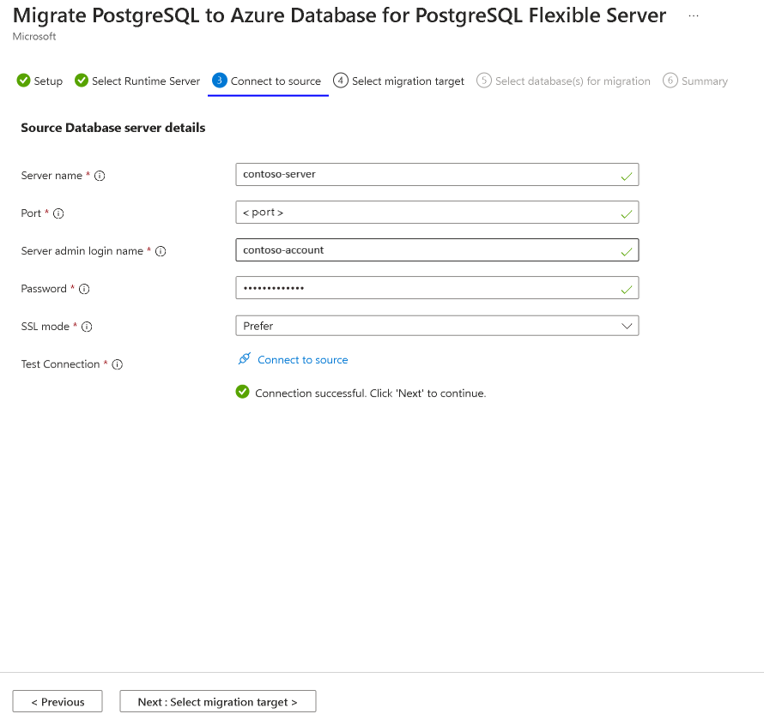 Migrate PostgreSQL to Azure Database for PostgreSQL Flexible Server ...
Microsoft
Setup Select Runtime Server 3 Connect to source 4 Select migration target 5 Select database(s) for migration 6 Summary
Source Database server details
Server name * contoso-server
Port * <port>
Server admin login name * contoso-account
Password * •••••••••••••
SSL mode * Prefer
Test Connection * Connect to source
Connection successful. Click 'Next' to continue.
< Previous Next : Select migration target >